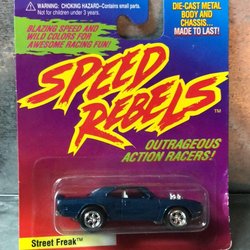 WARNING: CHOKING HAZARD-Contains small parts.
Not for children under 3 years.
BLAZING SPEED AND
WILD COLORS FOR
AWESOME RACING FUN!
DIE-CAST METAL
BODY AND
CHASSIS...
MADE TO LAST!
SPEED
REBELS
TM
OUTRAGEOUS
ACTION RACERS!
Street Freak